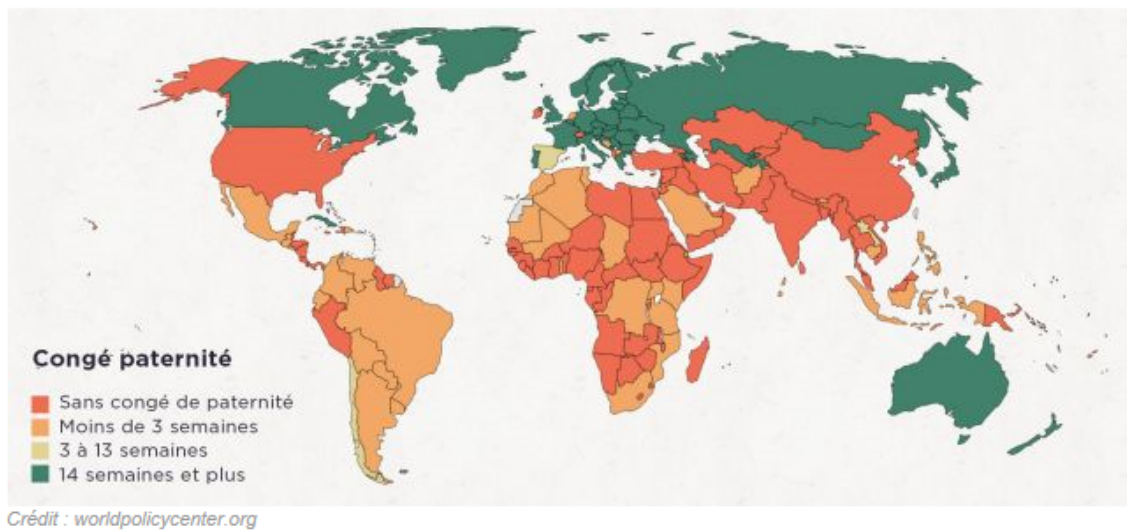 Congé paternité
Sans congé de paternité
Moins de 3 semaines
3 à 13 semaines
14 semaines et plus
Crédit : worldpolicycenter.org